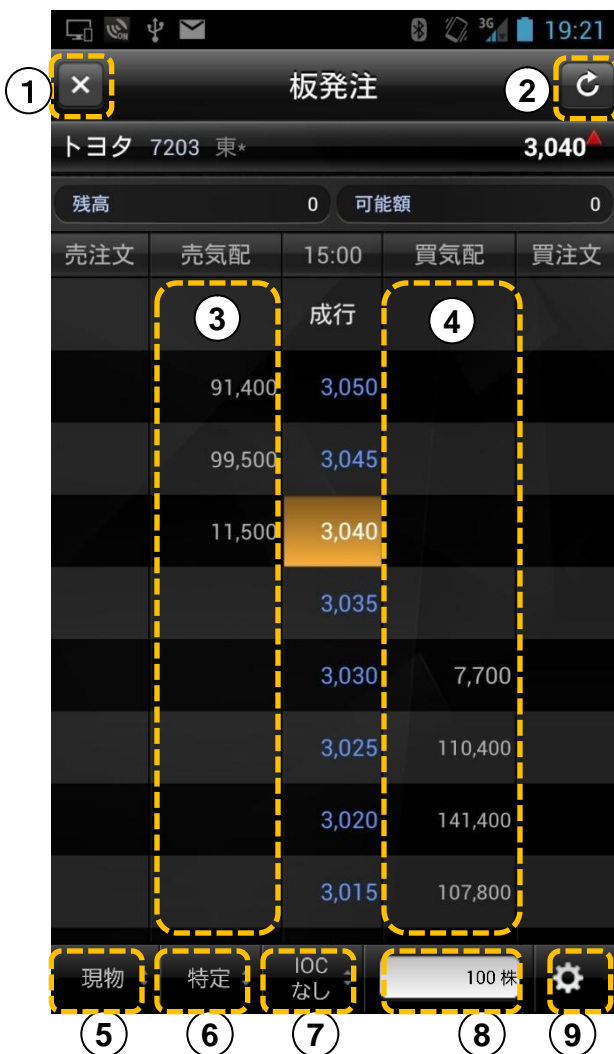 3G 19:21
ON
1 × 板発注 2
トヨタ 7203 東* 3,040
残高 0 可能額 0
売注文 売気配 15:00 買気配 買注文
3 成行 4
91,400 3,050
99,500 3,045
11,500 3,040
3,035
3,030 7,700
3,025 110,400
3,020 141,400
3,015 107,800
現物 特定 IOC なし 100 株
5 6 7 8 9